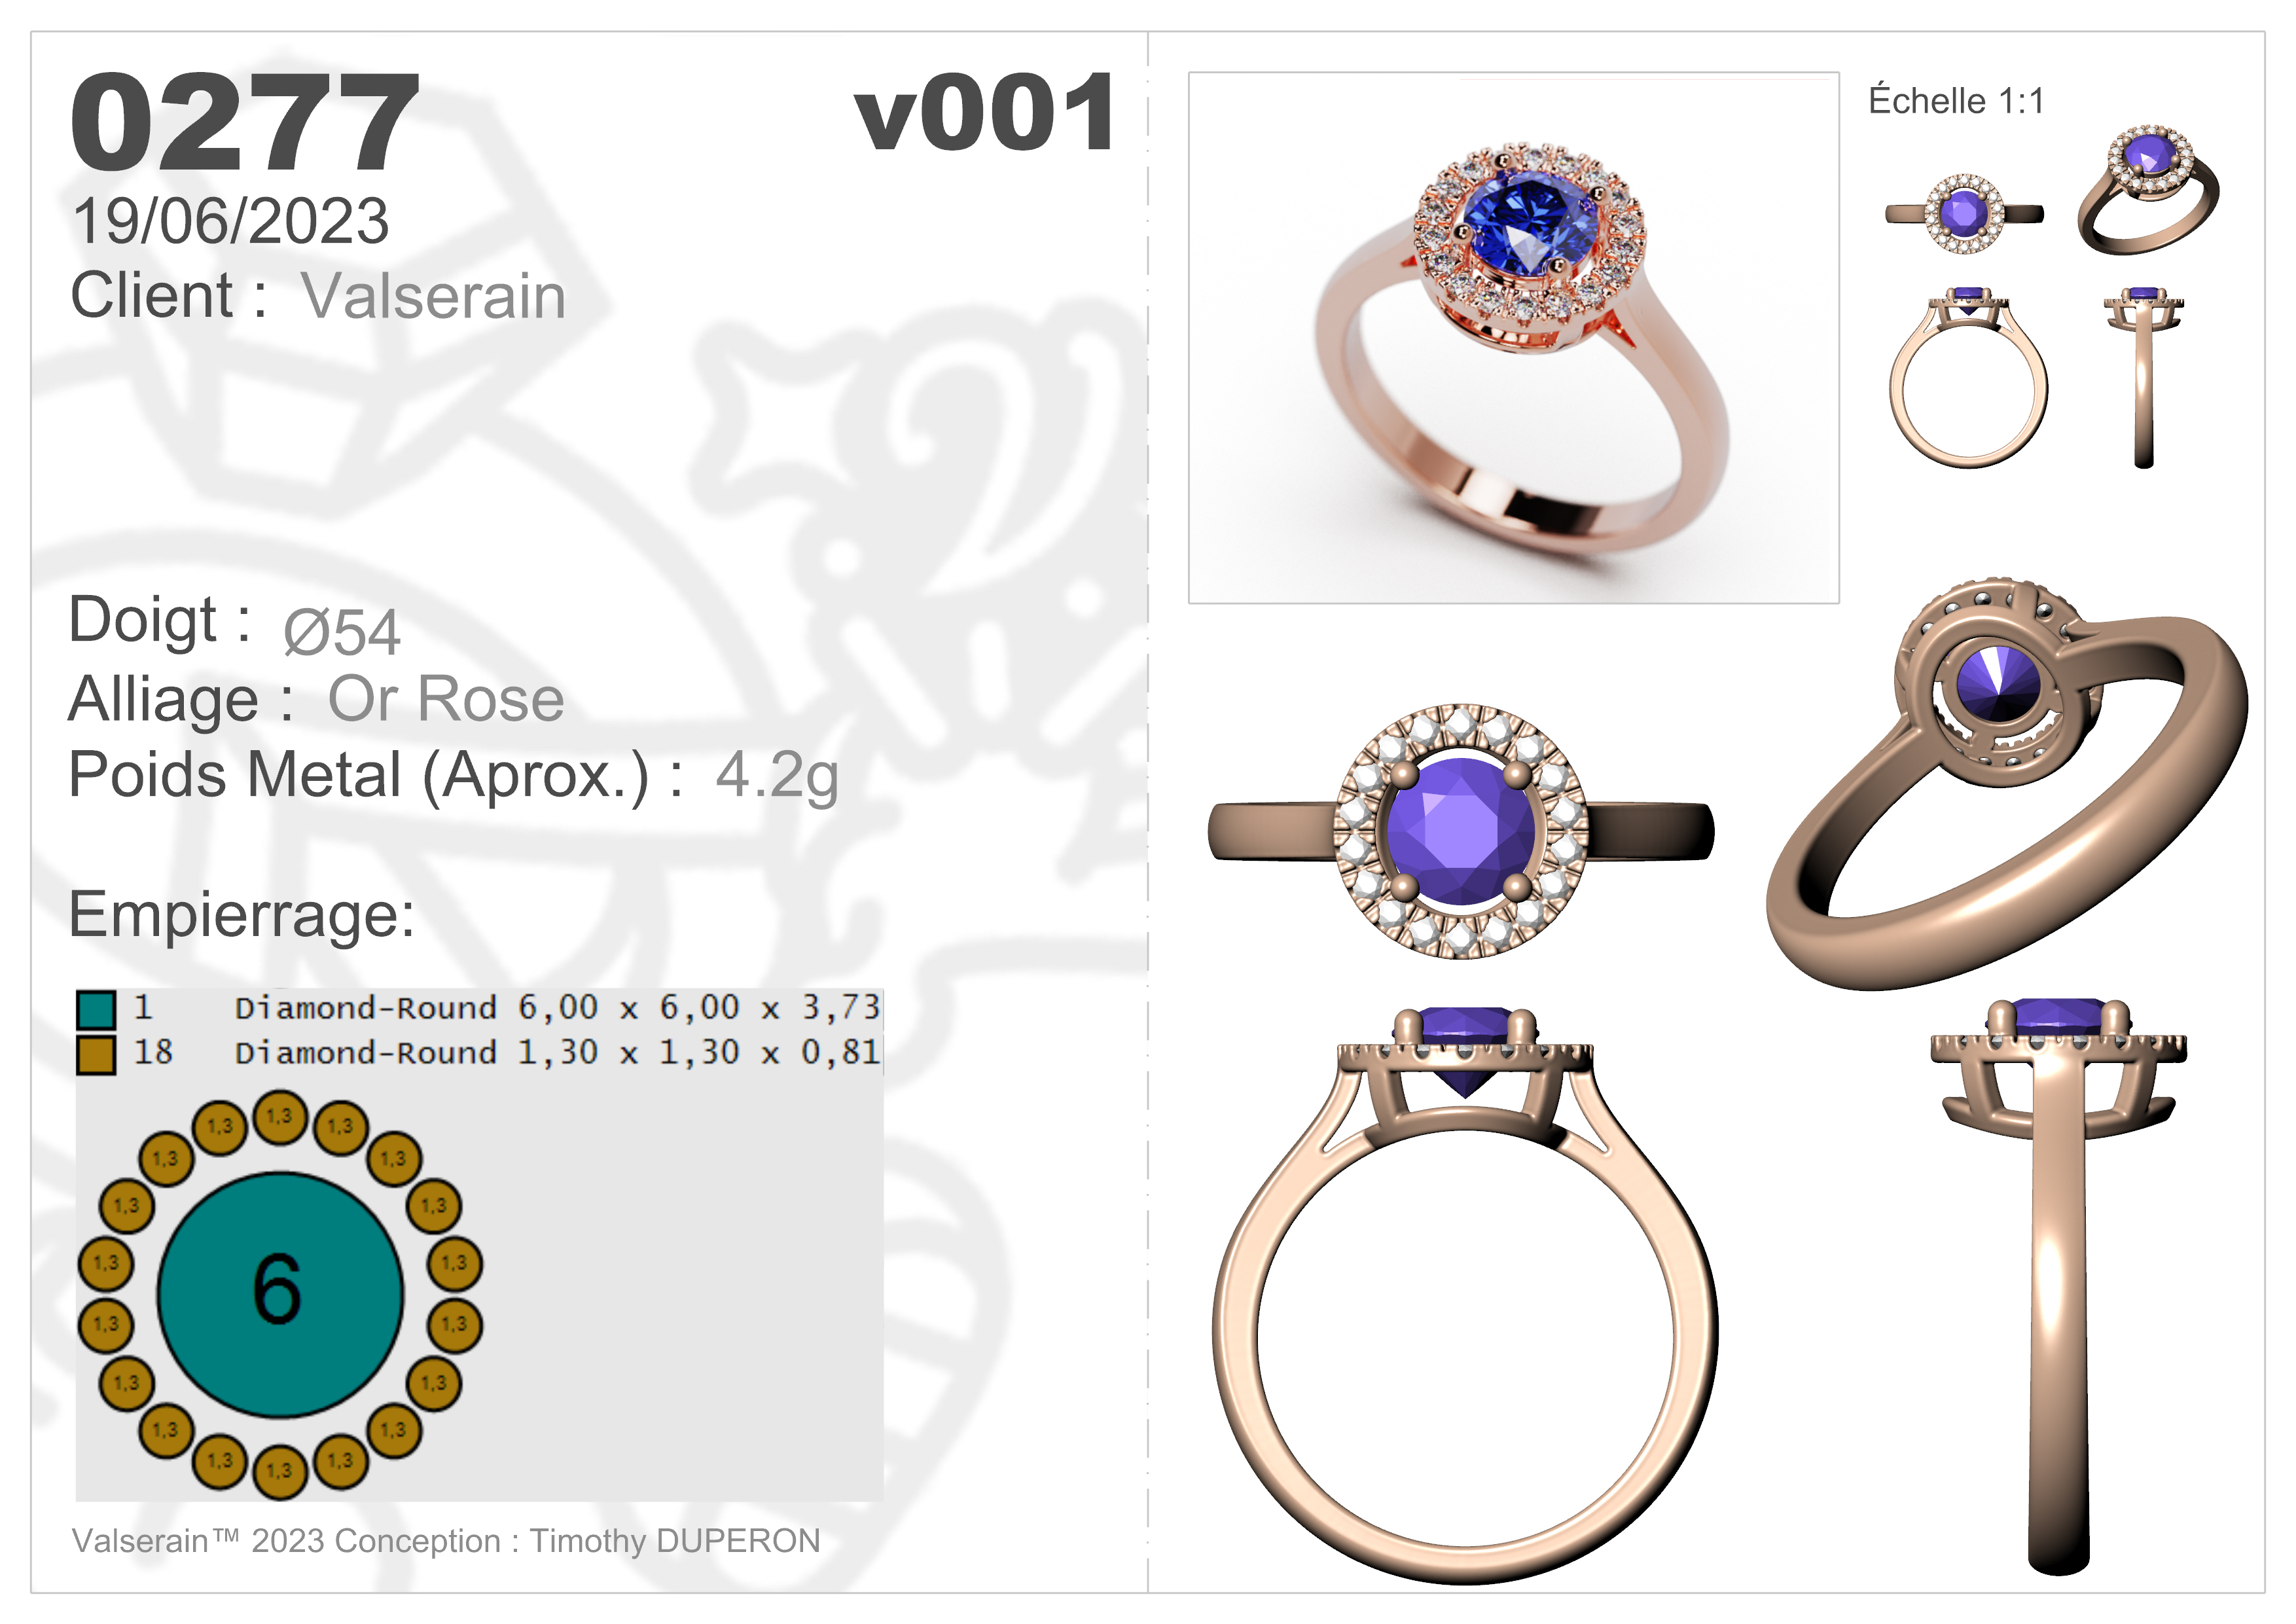 0277
v001
19/06/2023
Client : Valserain
Doigt : Ø54
Alliage : Or Rose
Poids Metal (Aprox.) : 4.2g
Empierrage:
1 Diamond-Round 6,00 x 6,00 x 3,73
18 Diamond-Round 1,30 x 1,30 x 0,81
1,3
1,3 1,3
1,3 1,3
1,3 1,3
1,3 1,3
6
1,3 1,3
1,3 1,3
1,3 1,3
1,3 1,3
1,3
Valserain™ 2023 Conception : Timothy DUPERON
Échelle 1:1